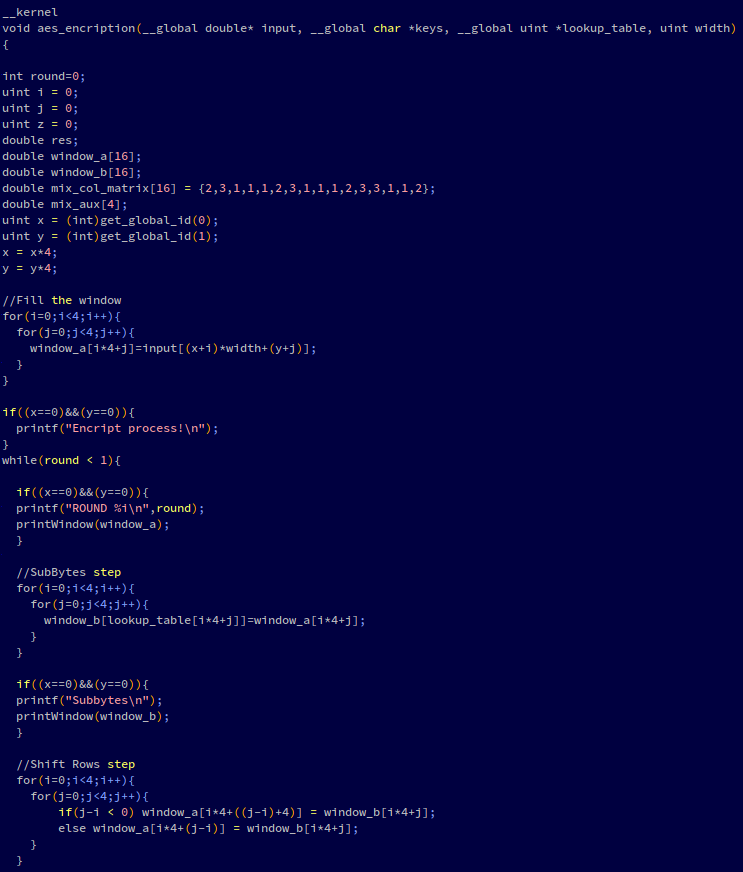 __kernel
void aes_encription(__global double* input, __global char *keys, __global uint *lookup_table, uint width)
{
int round=0;
uint i = 0;
uint j = 0;
uint z = 0;
double res;
double window_a[16];
double window_b[16];
double mix_col_matrix[16] = {2,3,1,1,1,2,3,1,1,1,2,3,3,1,1,2};
double mix_aux[4];
uint x = (int)get_global_id(0);
uint y = (int)get_global_id(1);
x = x*4;
y = y*4;
//Fill the window
for(i=0;i<4;i++){
for(j=0;j<4;j++){
window_a[i*4+j]=input[(x+i)*width+(y+j)];
}
}
if((x==0)&&(y==0)){
printf("Encript process!\n");
}
while(round < 1){
if((x==0)&&(y==0)){
printf("ROUND %i\n",round);
printWindow(window_a);
}
//SubBytes step
for(i=0;i<4;i++){
for(j=0;j<4;j++){
window_b[lookup_table[i*4+j]]=window_a[i*4+j];
}
}
if((x==0)&&(y==0)){
printf("Subbytes\n");
printWindow(window_b);
}
//Shift Rows step
for(i=0;i<4;i++){
for(j=0;j<4;j++){
if(j-i < 0) window_a[i*4+((j-i)+4)] = window_b[i*4+j];
else window_a[i*4+(j-i)] = window_b[i*4+j];
}
}